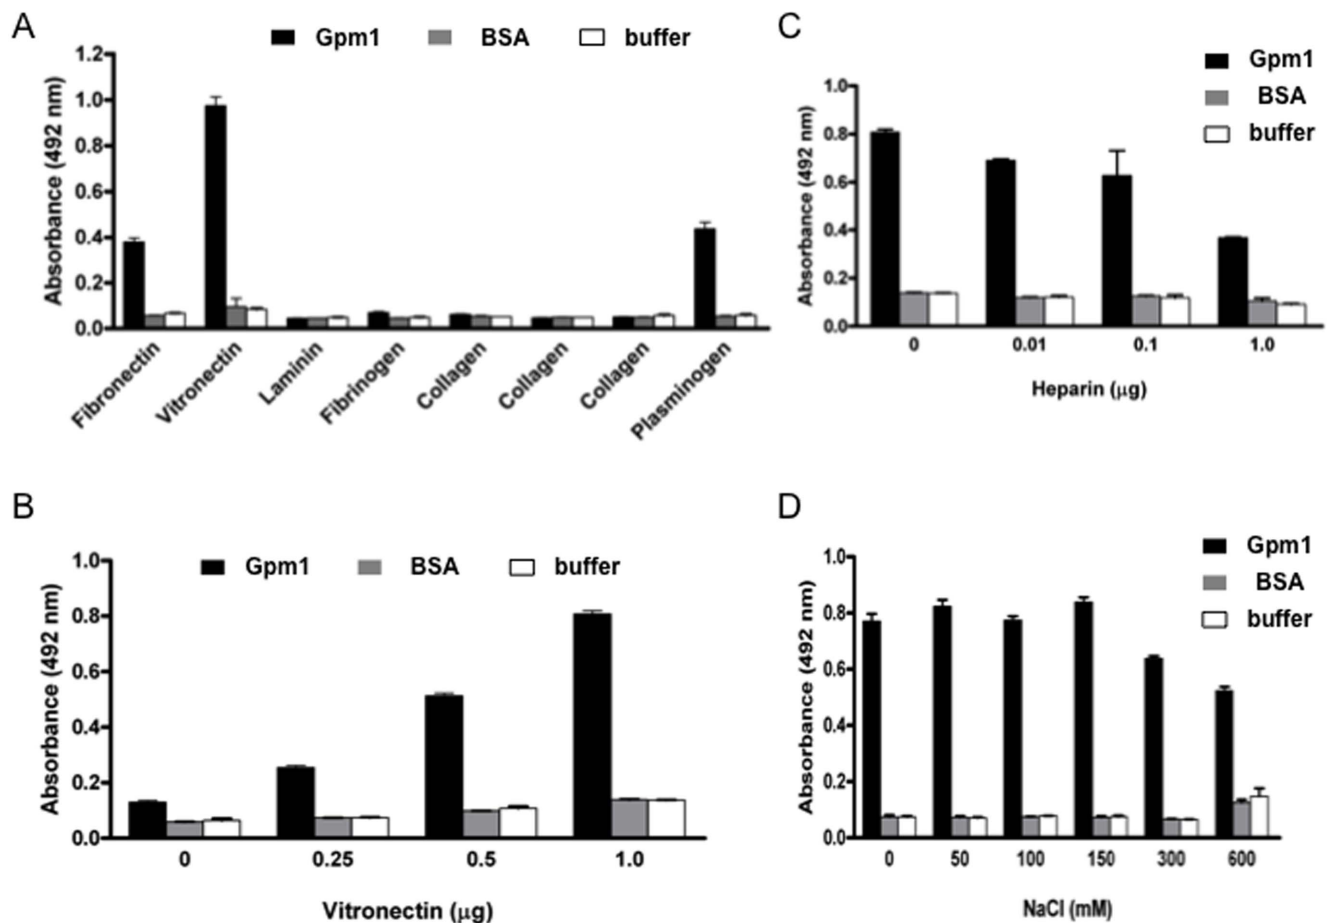 A
Gpm1 BSA buffer
Absorbance (492 nm)
1.2
1.0
0.8
0.6
0.4
0.2
0.0
Fibronectin Vitronectin Laminin Fibrinogen Collagen Collagen Collagen Plasminogen
C
Gpm1
BSA
buffer
Absorbance (492 nm)
1.0
0.8
0.6
0.4
0.2
0.0
0 0.01 0.1 1.0
Heparin (μg)
B
Gpm1 BSA buffer
Absorbance (492 nm)
1.0
0.8
0.6
0.4
0.2
0.0
0 0.25 0.5 1.0
Vitronectin (μg)
D
Gpm1
BSA
buffer
Absorbance (492 nm)
1.0
0.8
0.6
0.4
0.2
0.0
0 50 100 150 300 600
NaCl (mM)